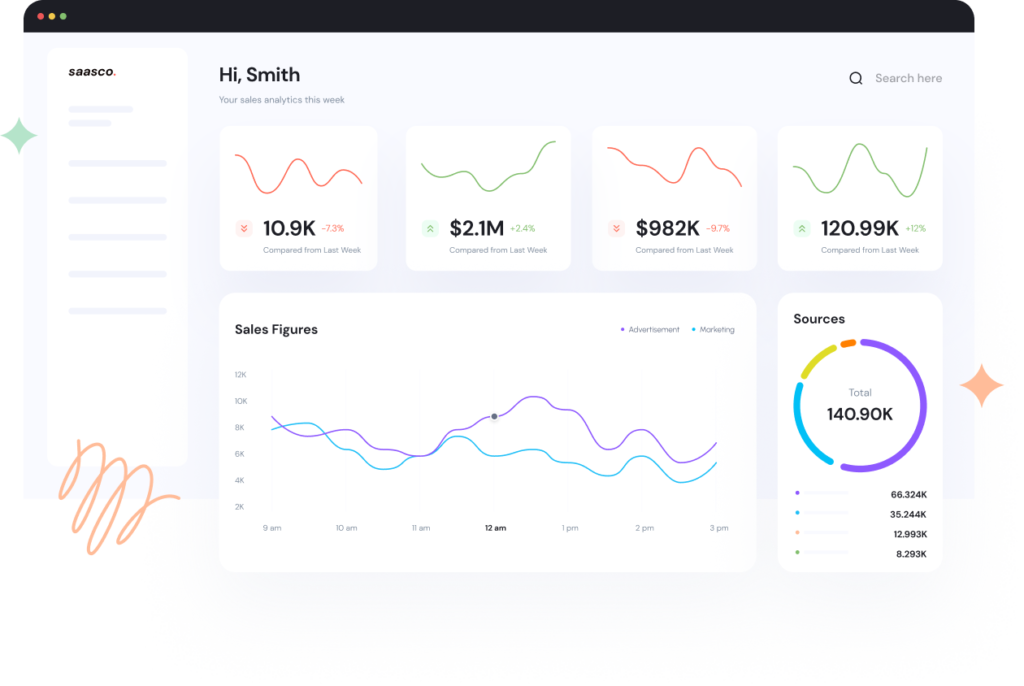 saasco.
Hi, Smith
Your sales analytics this week
Search here
10.9K -7.3%
Compared from Last Week
$2.1M +2.4%
Compared from Last Week
$982K -9.7%
Compared from Last Week
120.99K +12%
Compared from Last Week
Sales Figures
Advertisement
Marketing
12K
10K
8K
6K
4K
2K
9 am 10 am 11 am 12 am 1 pm 2 pm 3 pm
Sources
Total
140.90K
66.324K
35.244K
12.993K
8.293K